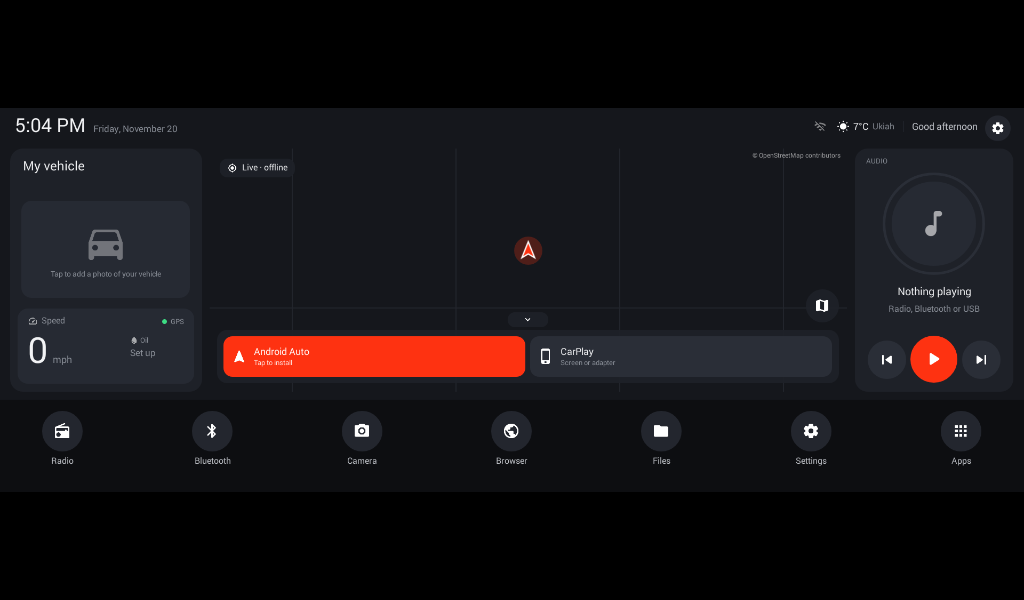 5:04 PM
Friday, November 20
7°C
Ukiah
Good afternoon
My vehicle
Tap to add a photo of your vehicle
Speed
GPS
0
mph
Oil
Set up
Live · offline
© OpenStreetMap contributors
Android Auto
Tap to install
CarPlay
Screen or adapter
AUDIO
Nothing playing
Radio, Bluetooth or USB
Radio
Bluetooth
Camera
Browser
Files
Settings
Apps